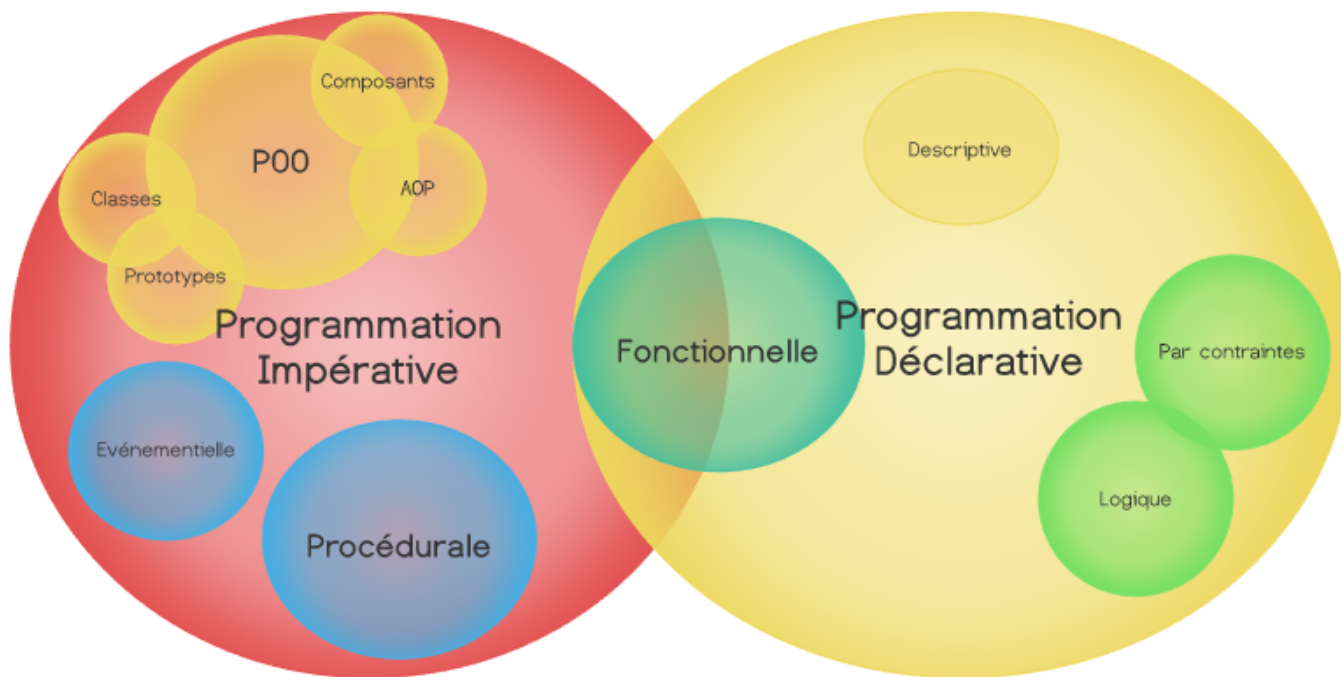 Composants
POO
AOP
Classes
Prototypes
Programmation
Impérative
Evénementielle
Procédurale
Fonctionnelle
Descriptive
Programmation
Déclarative
Par contraintes
Logique